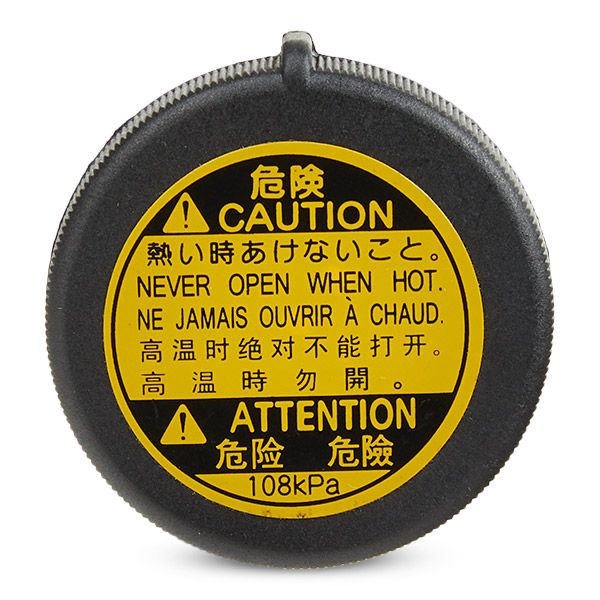 危険
CAUTION
熱い時あけないこと。
NEVER OPEN WHEN HOT.
NE JAMAIS OUVRIR À CHAUD.
高温时绝对不能打开。
高温時勿開。
ATTENTION
危险 危險
108kPa